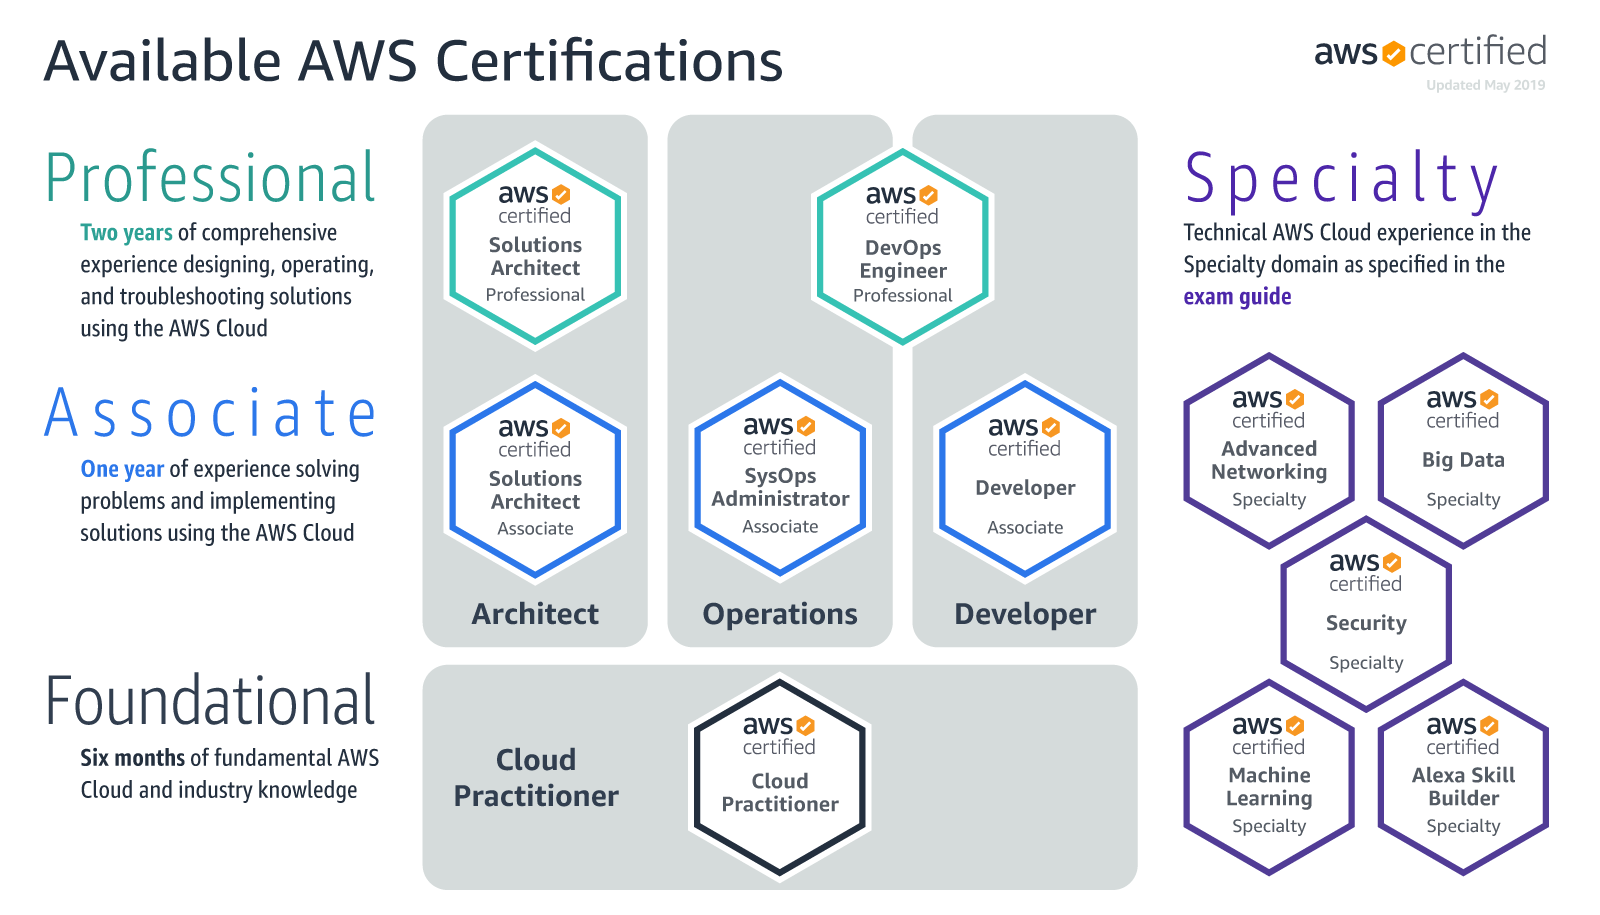 Available AWS Certifications
aws certified
Updated May 2019
Professional
Two years of comprehensive
experience designing, operating,
and troubleshooting solutions
using the AWS Cloud
aws
certified
Solutions
Architect
Professional
aws
certified
DevOps
Engineer
Professional
Associate
One year of experience solving
problems and implementing
solutions using the AWS Cloud
aws
certified
Solutions
Architect
Associate
aws
certified
SysOps
Administrator
Associate
aws
certified
Developer
Associate
Architect
Operations
Developer
Foundational
Six months of fundamental AWS
Cloud and industry knowledge
Cloud
Practitioner
aws
certified
Cloud
Practitioner
Specialty
Technical AWS Cloud experience in the
Specialty domain as specified in the
exam guide
aws
certified
Advanced
Networking
Specialty
aws
certified
Big Data
Specialty
aws
certified
Security
Specialty
aws
certified
Machine
Learning
Specialty
aws
certified
Alexa Skill
Builder
Specialty